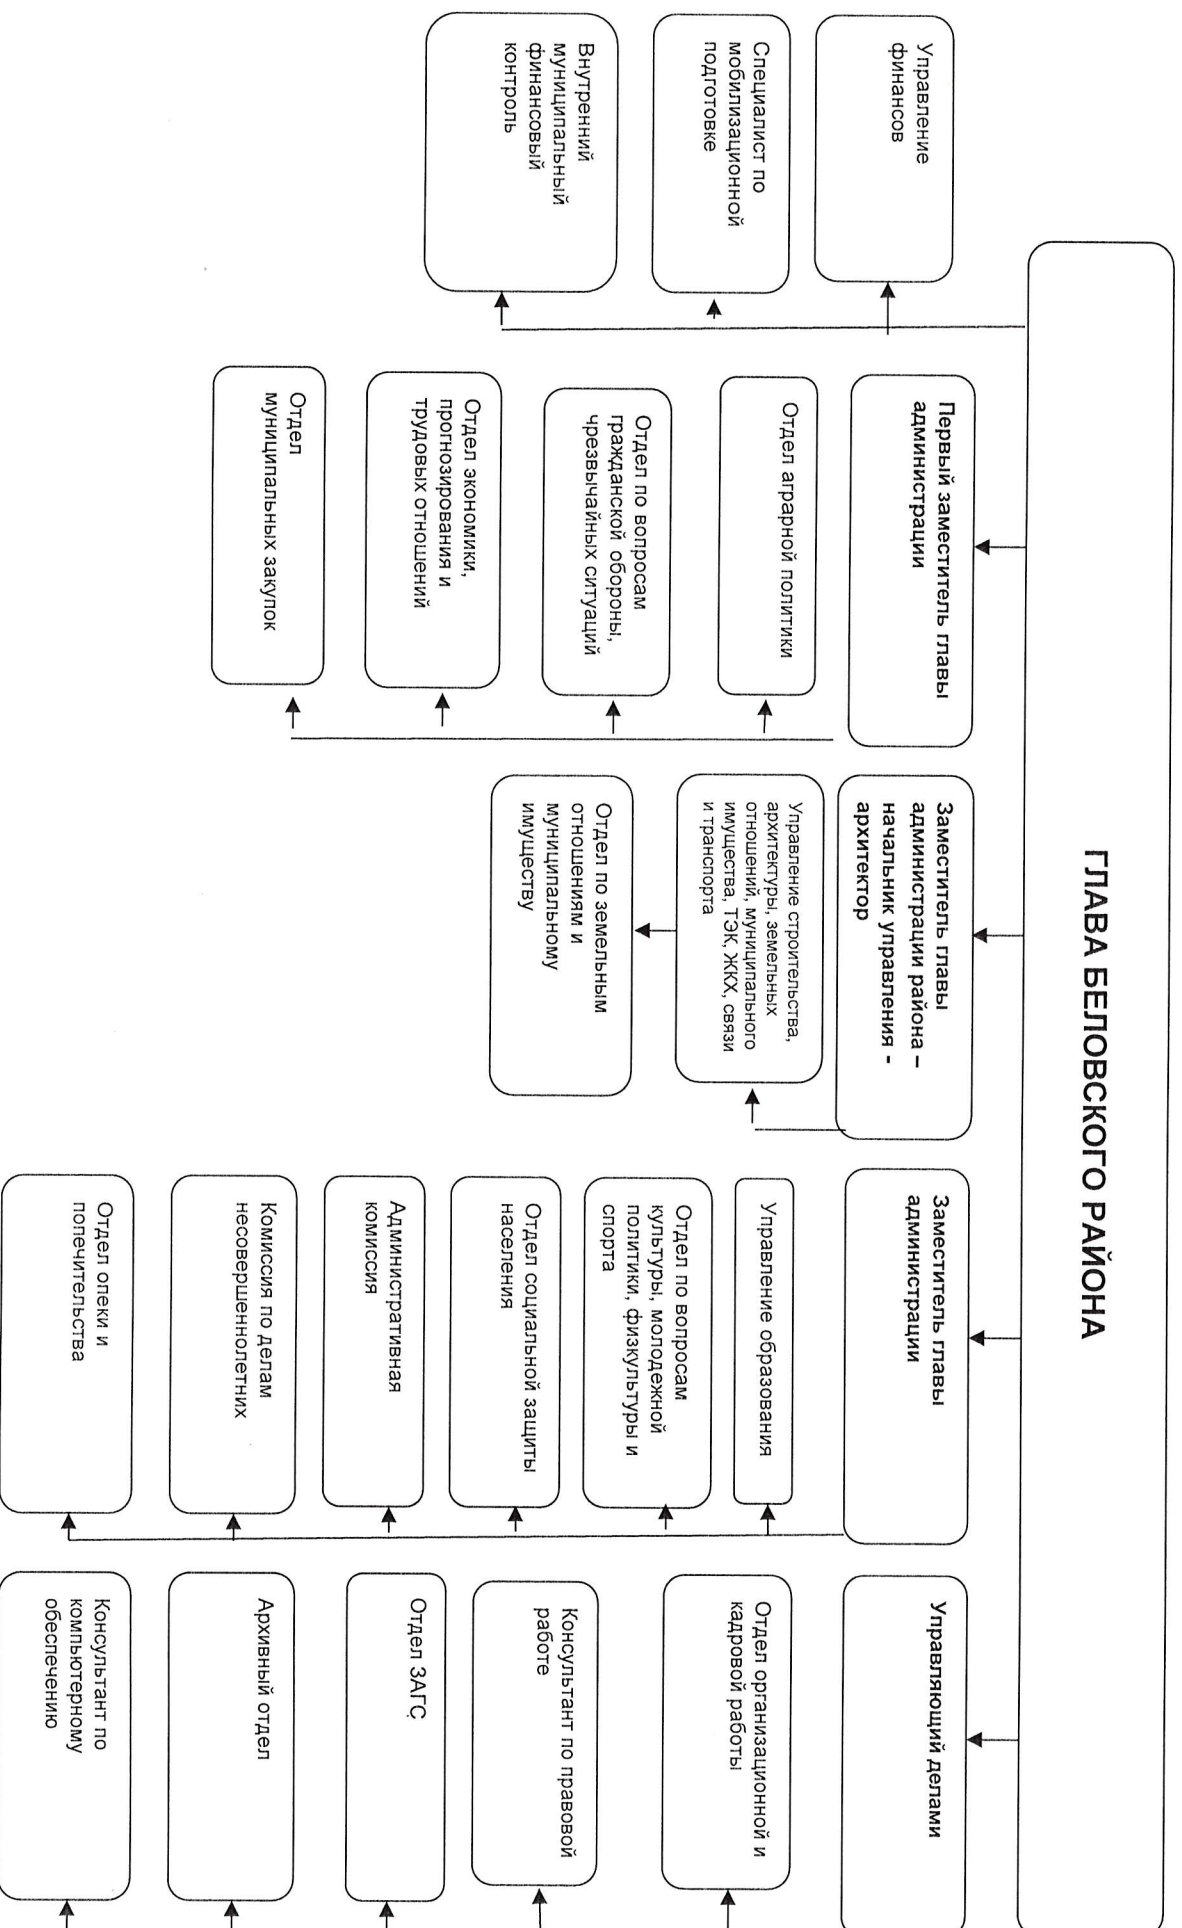 ГЛАВА БЕЛОВСКОГО РАЙОНА
Управление
финансов
Специалист по
мобилизационной
подготовке
Внутренний
муниципальный
финансовый
контроль
Первый заместитель главы
администрации
Отдел аграрной политики
Отдел по вопросам
гражданской обороны,
чрезвычайных ситуаций
Отдел экономики,
прогнозирования и
трудовых отношений
Отдел
муниципальных закупок
Заместитель главы
администрации района –
начальник управления -
архитектор
Управление строительства,
архитектуры, земельных
отношений, муниципального
имущества, ТЭК, ЖКХ, связи
и транспорта
Отдел по земельным
отношениям и
муниципальному
имуществу
Заместитель главы
администрации
Управление образования
Отдел по вопросам
культуры, молодежной
политики, физкультуры и
спорта
Отдел социальной защиты
населения
Административная
комиссия
Комиссия по делам
несовершеннолетних
Отдел опеки и
попечительства
Управляющий делами
Отдел организационной и
кадровой работы
Консультант по правовой
работе
Отдел ЗАГС
Архивный отдел
Консультант по
компьютерному
обеспечению